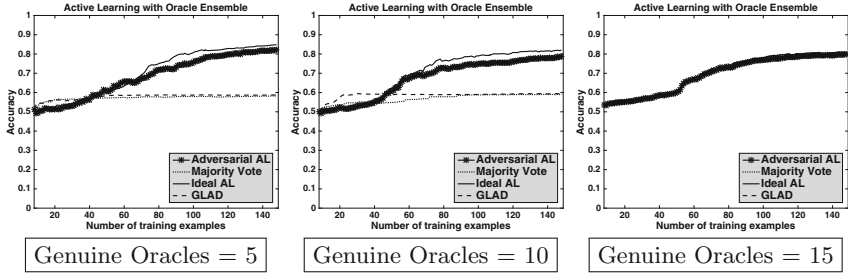 Active Learning with Oracle Ensemble
1
0.9
0.8
0.7
0.6
0.5
0.4
0.3
0.2
0.1
0
Accuracy
20 40 60 80 100 120 140
Number of training examples
Adversarial AL
Majority Vote
Ideal AL
GLAD
Genuine Oracles = 5
Active Learning with Oracle Ensemble
1
0.9
0.8
0.7
0.6
0.5
0.4
0.3
0.2
0.1
0
Accuracy
20 40 60 80 100 120 140
Number of training examples
Adversarial AL
Majority Vote
Ideal AL
GLAD
Genuine Oracles = 10
Active Learning with Oracle Ensemble
1
0.9
0.8
0.7
0.6
0.5
0.4
0.3
0.2
0.1
0
Accuracy
20 40 60 80 100 120 140
Number of training examples
Adversarial AL
Majority Vote
Ideal AL
GLAD
Genuine Oracles = 15